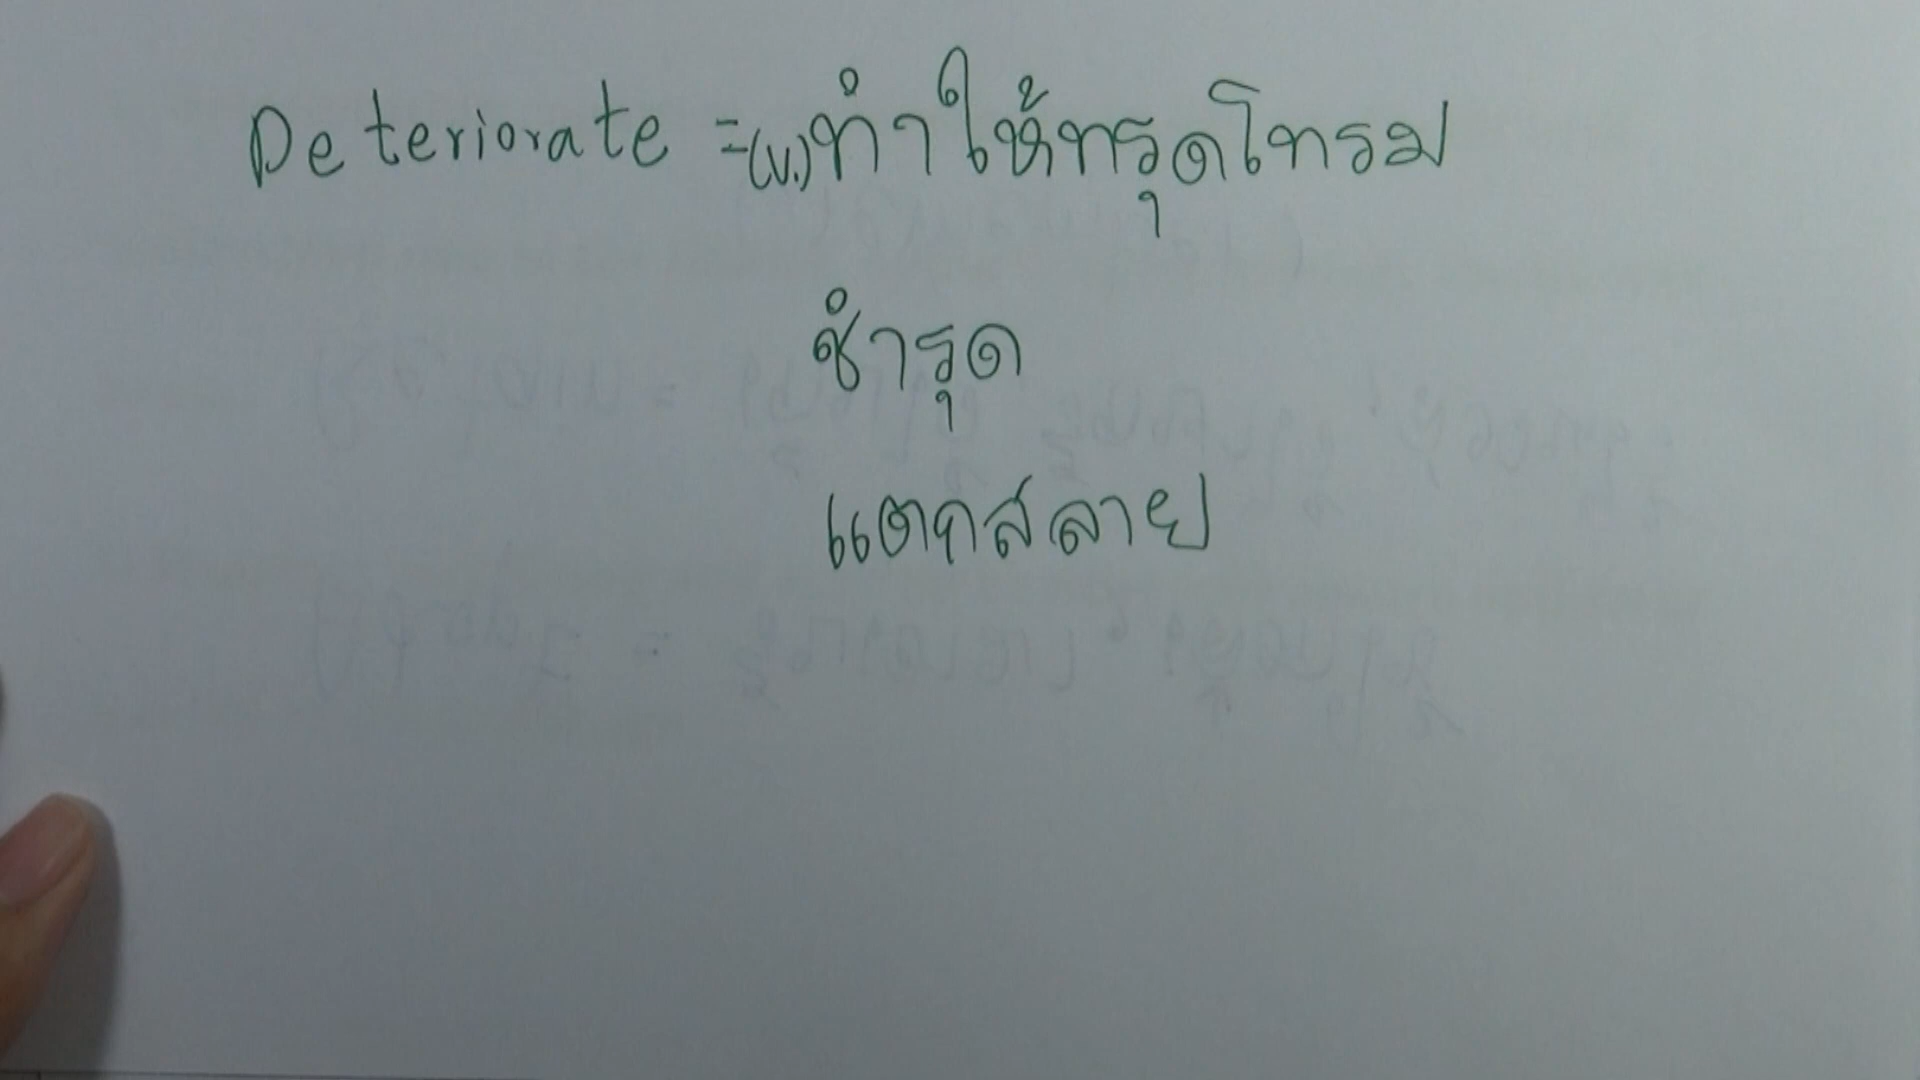 Deteriorate =(v.)ทำให้ทรุดโทรม
ชำรุด
แตกสลาย